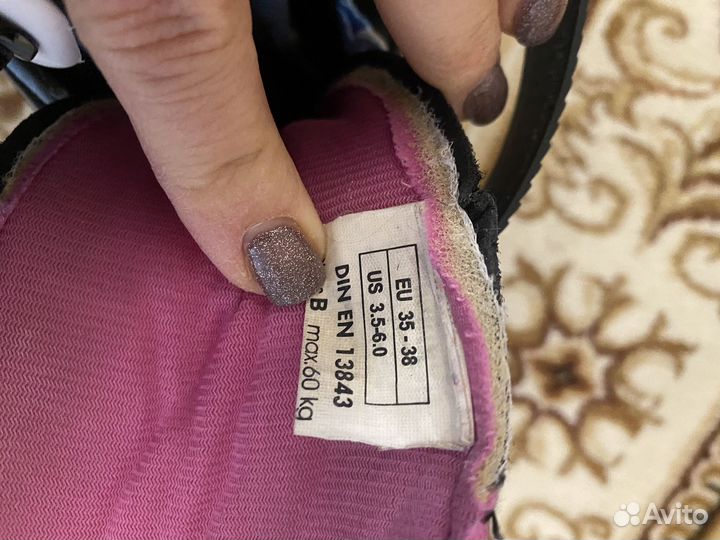 EU 35 - 38
US 3.5-6.0
DIN EN 13843
B max.60 kg
Avito